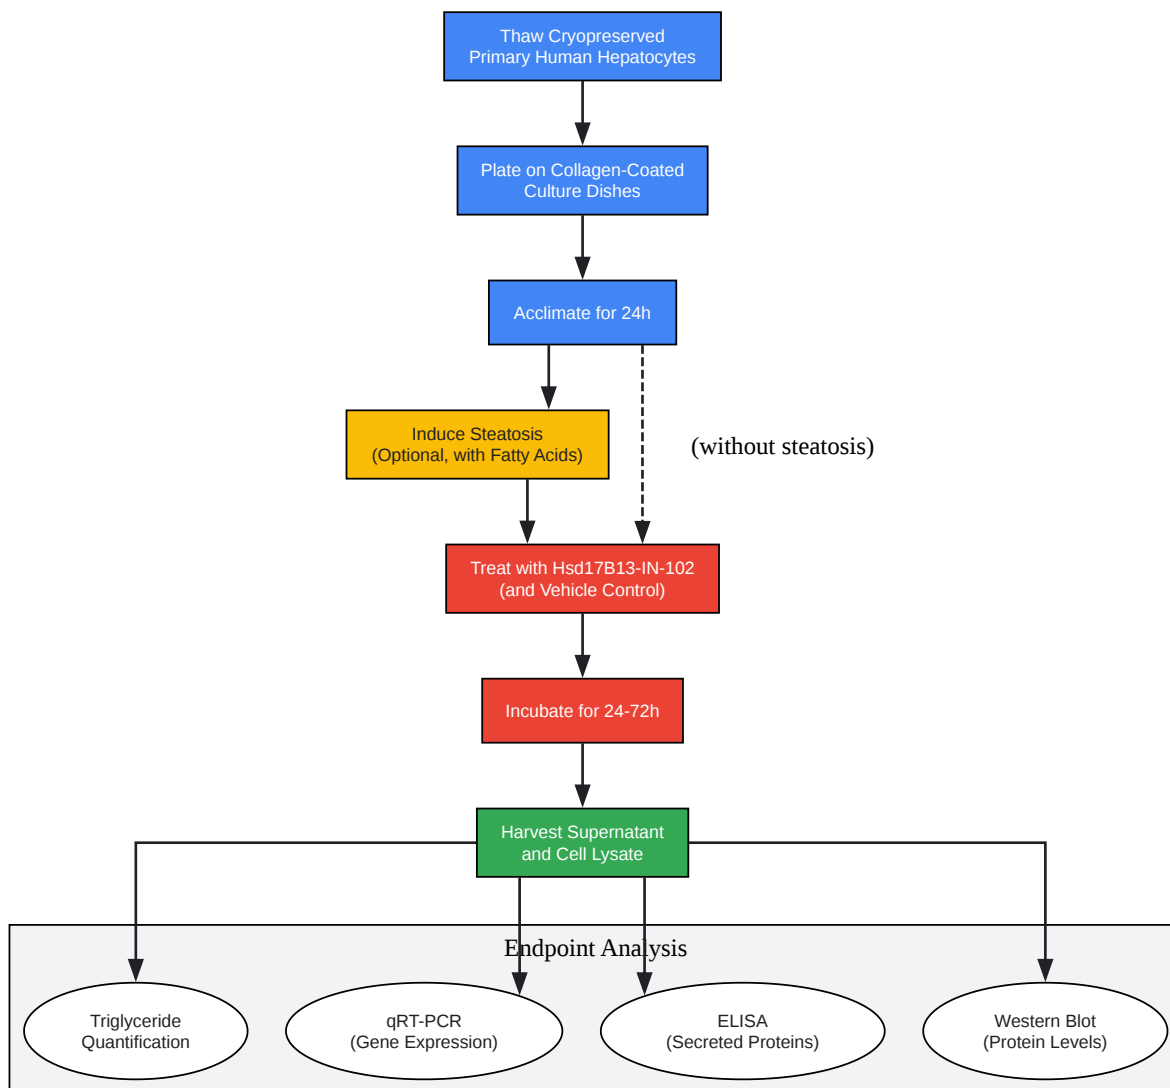 Thaw Cryopreserved
Primary Human Hepatocytes
Plate on Collagen-Coated
Culture Dishes
Acclimate for 24h
Induce Steatosis
(Optional, with Fatty Acids)
(without steatosis)
Treat with Hsd17B13-IN-102
(and Vehicle Control)
Incubate for 24-72h
Harvest Supernatant
and Cell Lysate
Endpoint Analysis
Triglyceride
Quantification
qRT-PCR
(Gene Expression)
ELISA
(Secreted Proteins)
Western Blot
(Protein Levels)